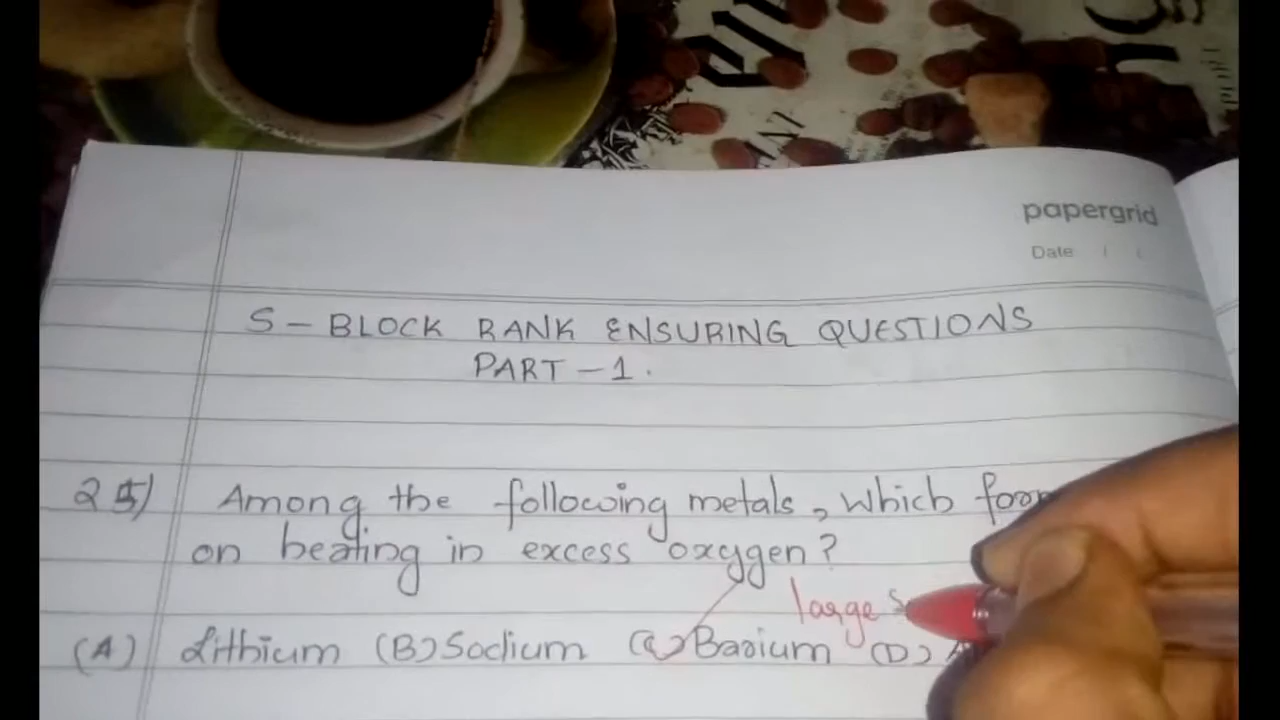 papergrid
Date / /
S - BLOCK RANK ENSURING QUESTIONS
PART - 1.
25) Among the following metals, which
on heating in excess oxygen?
large
(A) Lithium (B) Sodium (C) Barium (D)